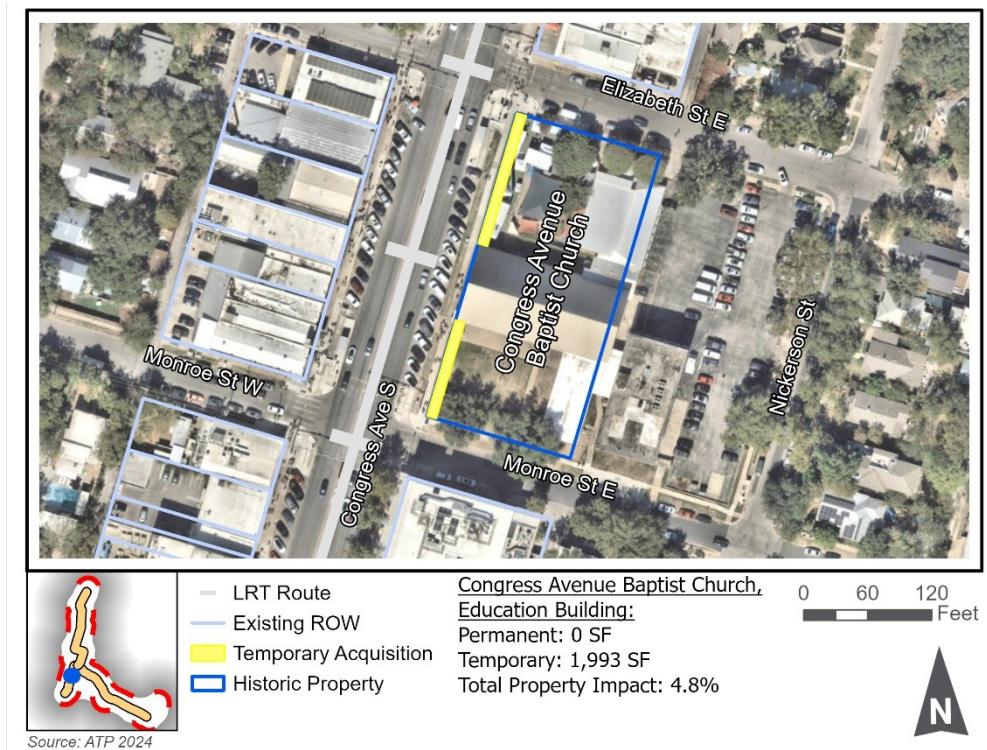 Elizabeth St E
Congress Avenue
Baptist Church
Nickerson St
Monroe St W
Congress Ave S
Monroe St E
LRT Route
Existing ROW
Temporary Acquisition
Historic Property
Congress Avenue Baptist Church,
Education Building:
Permanent: 0 SF
Temporary: 1,993 SF
Total Property Impact: 4.8%
0 60 120
Feet
N
Source: ATP 2024